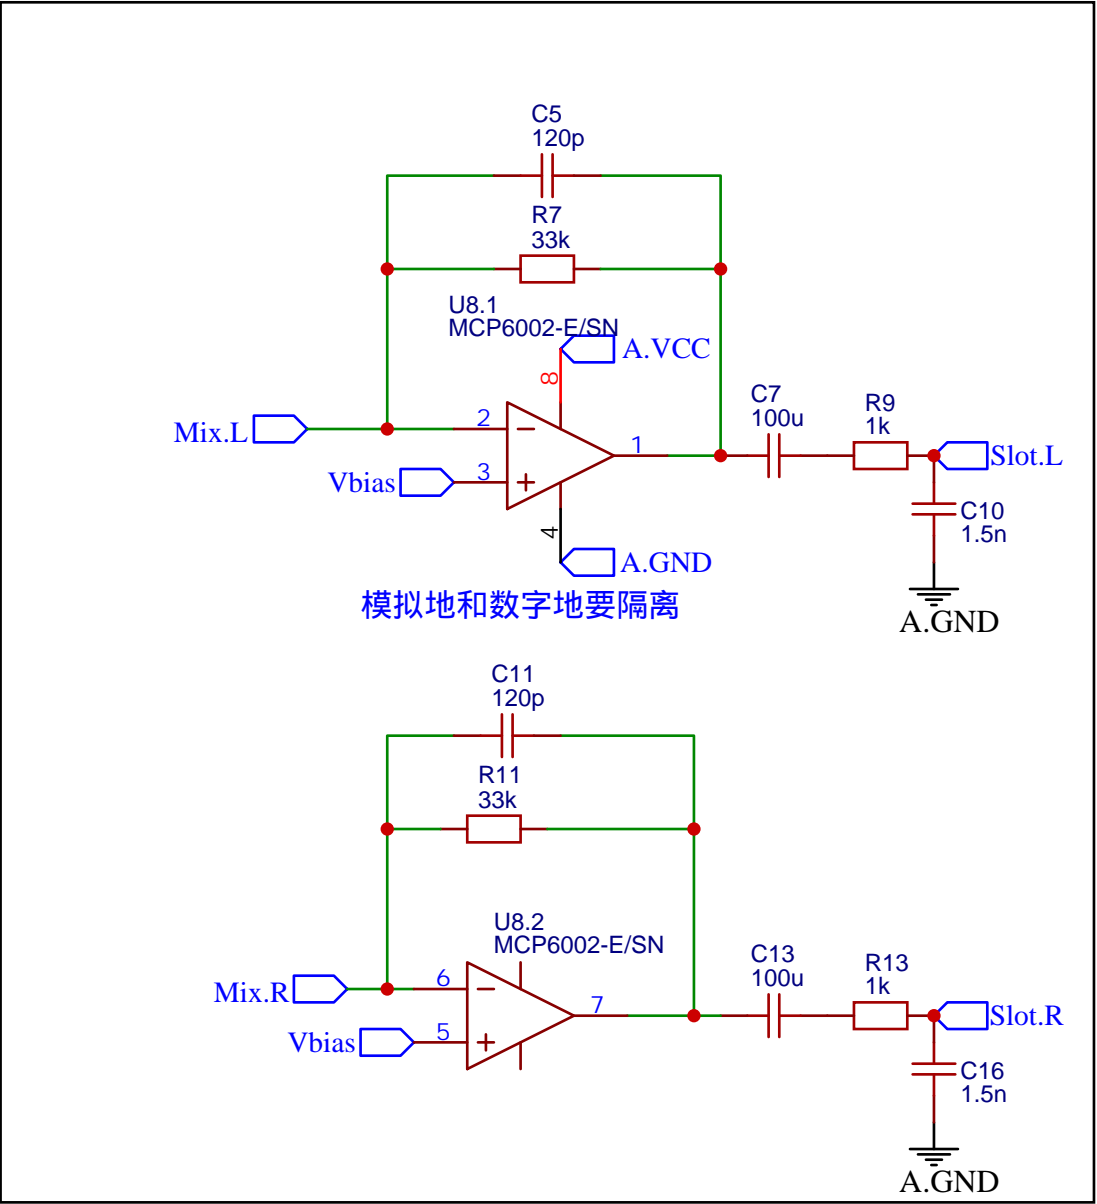 C5
120p
R7
33k
U8.1
MCP6002-E/SN
A.VCC
8
C7
100u
R9
1k
Mix.L
2
1
Slot.L
Vbias
3
C10
1.5n
4
A.GND
模拟地和数字地要隔离
A.GND
C11
120p
R11
33k
U8.2
MCP6002-E/SN
C13
100u
R13
1k
Mix.R
6
7
Slot.R
Vbias
5
C16
1.5n
A.GND